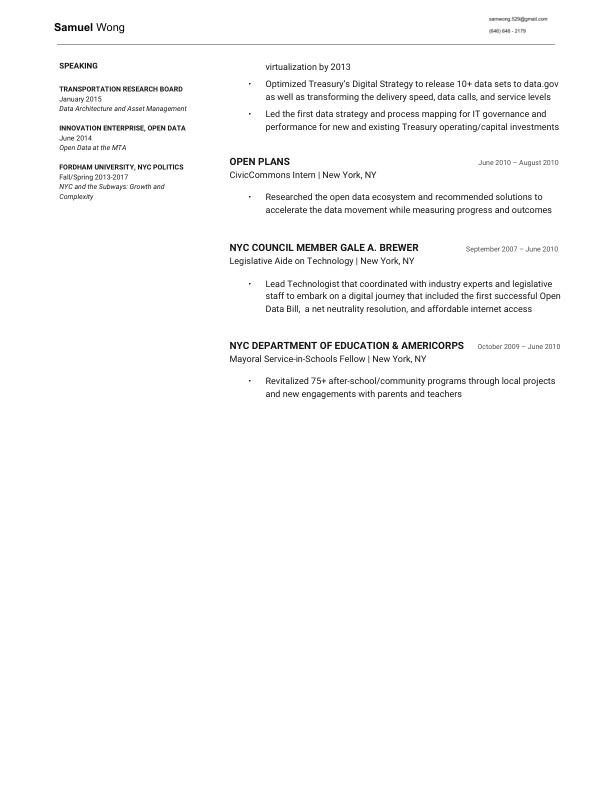 Samuel Wong
samwong.529@gmail.com
(646) 648 - 2179
SPEAKING
TRANSPORTATION RESEARCH BOARD
January 2015
Data Architecture and Asset Management
INNOVATION ENTERPRISE, OPEN DATA
June 2014
Open Data at the MTA
FORDHAM UNIVERSITY, NYC POLITICS
Fall/Spring 2013-2017
NYC and the Subways: Growth and
Complexity
virtualization by 2013
• Optimized Treasury's Digital Strategy to release 10+ data sets to data.gov
as well as transforming the delivery speed, data calls, and service levels
• Led the first data strategy and process mapping for IT governance and
performance for new and existing Treasury operating/capital investments
OPEN PLANS June 2010 – August 2010
CivicCommons Intern | New York, NY
• Researched the open data ecosystem and recommended solutions to
accelerate the data movement while measuring progress and outcomes
NYC COUNCIL MEMBER GALE A. BREWER September 2007 – June 2010
Legislative Aide on Technology | New York, NY
• Lead Technologist that coordinated with industry experts and legislative
staff to embark on a digital journey that included the first successful Open
Data Bill,  a net neutrality resolution, and affordable internet access
NYC DEPARTMENT OF EDUCATION & AMERICORPS October 2009 – June 2010
Mayoral Service-in-Schools Fellow | New York, NY
• Revitalized 75+ after-school/community programs through local projects
and new engagements with parents and teachers